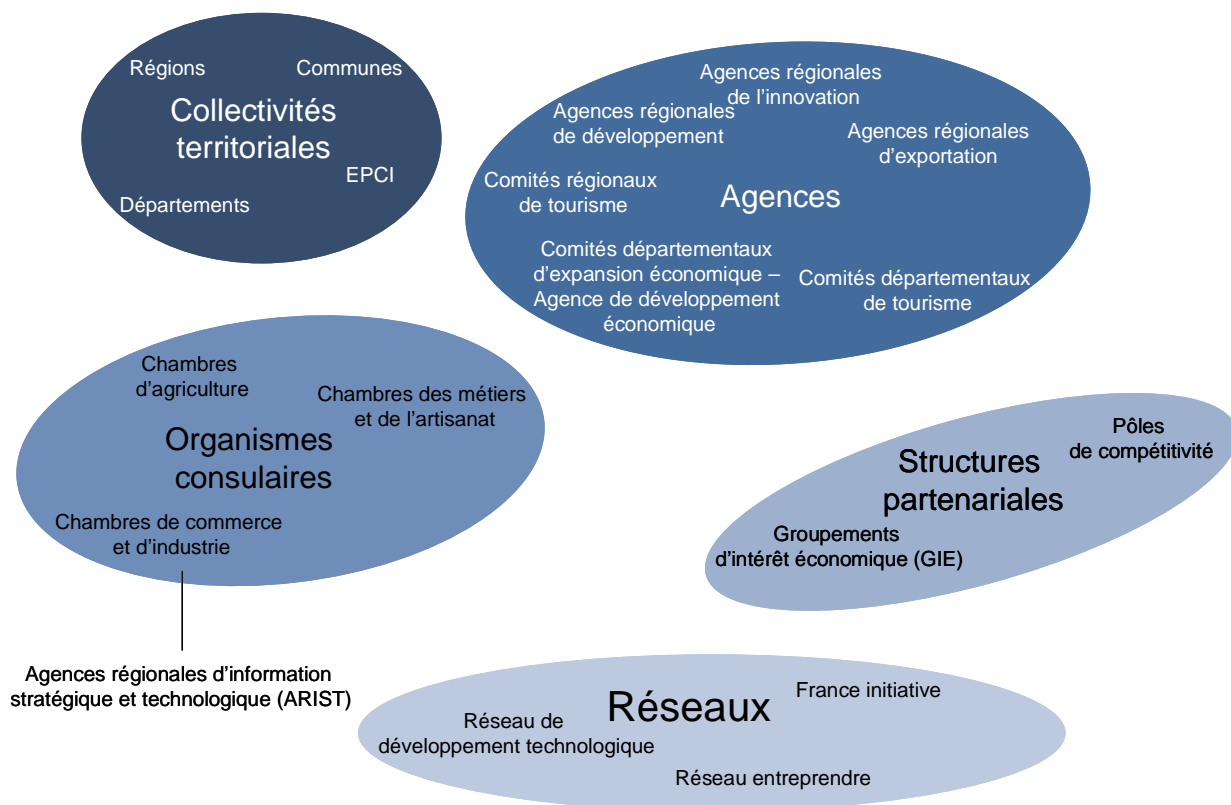 Régions
Communes
Collectivités
territoriales
EPCI
Départements
Agences régionales
de l’innovation
Agences régionales
de développement
Agences régionales
d’exportation
Comités régionaux
de tourisme
Agences
Comités départementaux
d’expansion économique –
Agence de développement
économique
Comités départementaux
de tourisme
Chambres
d’agriculture
Chambres des métiers
et de l’artisanat
Organismes
consulaires
Chambres de commerce
et d’industrie
Agences régionales d’information
stratégique et technologique (ARIST)
Pôles
de compétitivité
Structures
partenariales
Groupements
d’intérêt économique (GIE)
Réseaux
France initiative
Réseau de
développement technologique
Réseau entreprendre